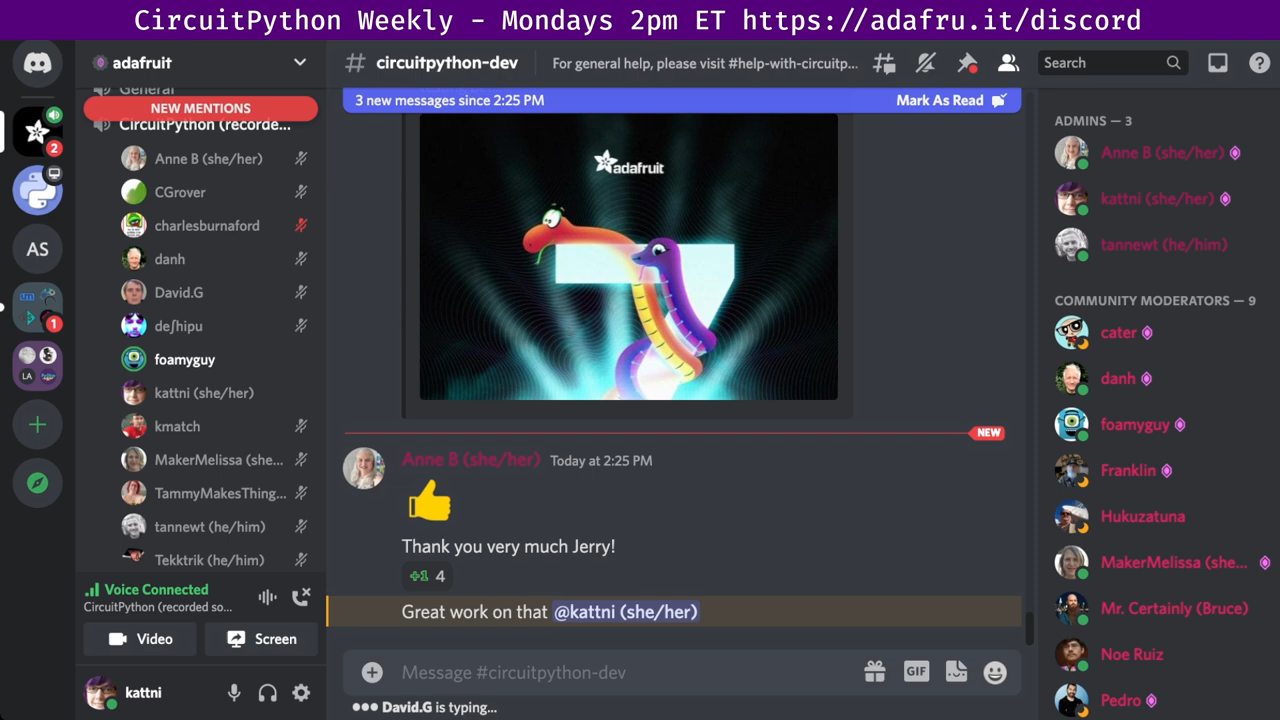 CircuitPython Weekly - Mondays 2pm ET https://adafru.it/discord
adafruit
General
NEW MENTIONS
CircuitPython (recorde...
Anne B (she/her)
CGrover
charlesburnaford
danh
David.G
deʃhipu
foamyguy
kattni (she/her)
kmatch
MakerMelissa (she...
TammyMakesThing...
tannewt (he/him)
Tekktrik (he/him)
Voice Connected
CircuitPython (recorded so...
Video
Screen
kattni
2
AS
1
LA
# circuitpython-dev
For general help, please visit #help-with-circuitp...
Search
3 new messages since 2:25 PM
Mark As Read
adafruit
7
NEW
Anne B (she/her) Today at 2:25 PM
Thank you very much Jerry!
+1 4
Great work on that @kattni (she/her)
Message #circuitpython-dev
GIF
David.G is typing...
ADMINS — 3
Anne B (she/her)
kattni (she/her)
tannewt (he/him)
COMMUNITY MODERATORS — 9
cater
danh
foamyguy
Franklin
Hukuzatuna
MakerMelissa (she...
Mr. Certainly (Bruce)
Noe Ruiz
Pedro